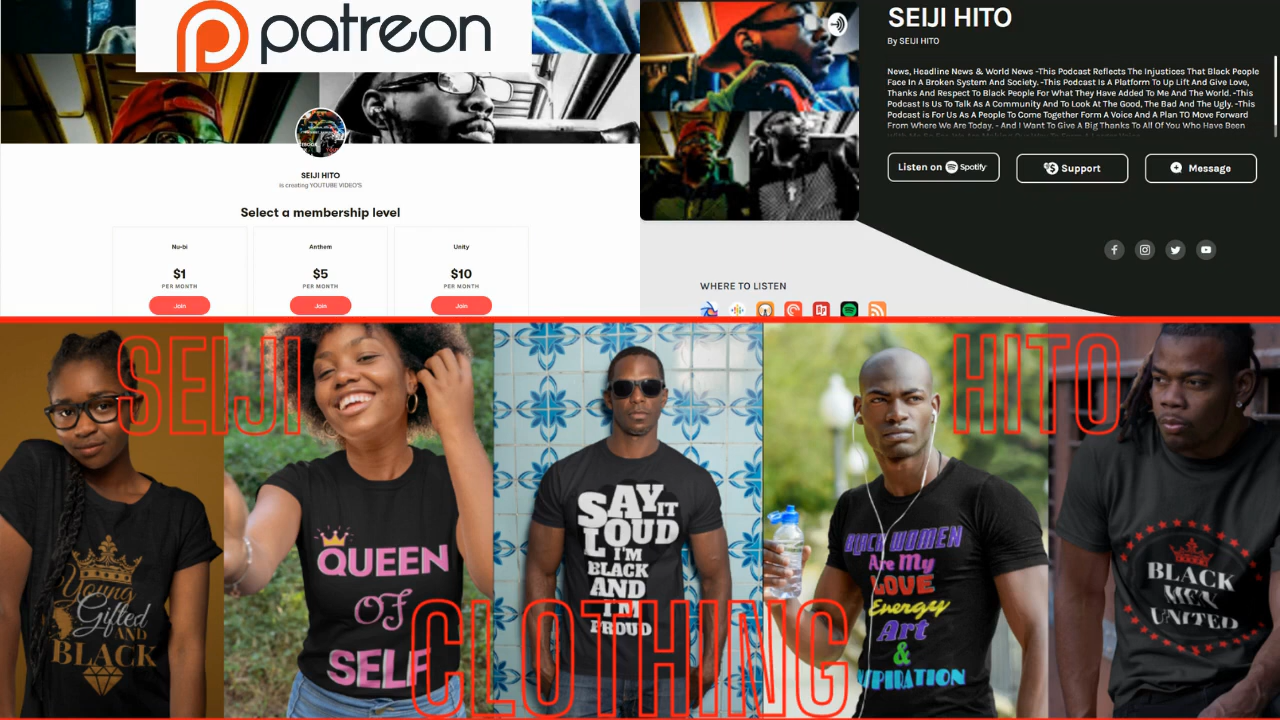 patreon
SEIJI HITO
is creating YOUTUBE VIDEO'S
Select a membership level
Nu-bi
Anthem
Unity
$1
$5
$10
PER MONTH
PER MONTH
PER MONTH
Join
Join
Join
SEIJI HITO
By SEIJI HITO
News, Headline News & World News -This Podcast Reflects The Injustices That Black People
Face In A Broken System And Society. -This Podcast Is A Platform To Up Lift And Give Love,
Thanks And Respect To Black People For What They Have Added To Me And The World. -This
Podcast Is Us To Talk As A Community And To Look At The Good, The Bad And The Ugly. -This
Podcast is For Us As A People To Come Together Form A Voice And A Plan TO Move Forward
From Where We Are Today. - And I Want To Give A Big Thanks To All Of You Who Have Been
Listen on Spotify
Support
Message
WHERE TO LISTEN
SEIJI
HITO
CLOTHING
Young
Gifted
AND
BLACK
QUEEN
OF
SELF
SAY IT
LOUD
I'M
BLACK
AND
I'M
PROUD
BLACK WOMEN
Are My
LOVE
Energy
Art
&
INSPIRATION
BLACK
MEN
UNITED